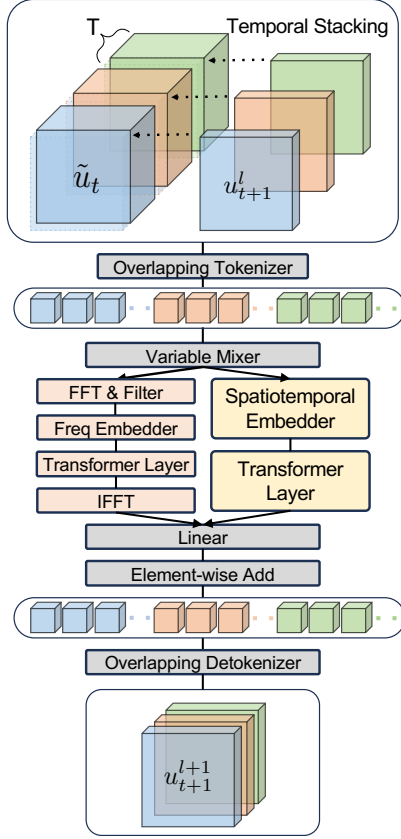 T
Temporal Stacking
ũ_t
u^l_{t+1}
Overlapping Tokenizer
Variable Mixer
FFT & Filter
Freq Embedder
Transformer Layer
IFFT
Spatiotemporal
Embedder
Transformer
Layer
Linear
Element-wise Add
Overlapping Detokenizer
u^{l+1}_{t+1}